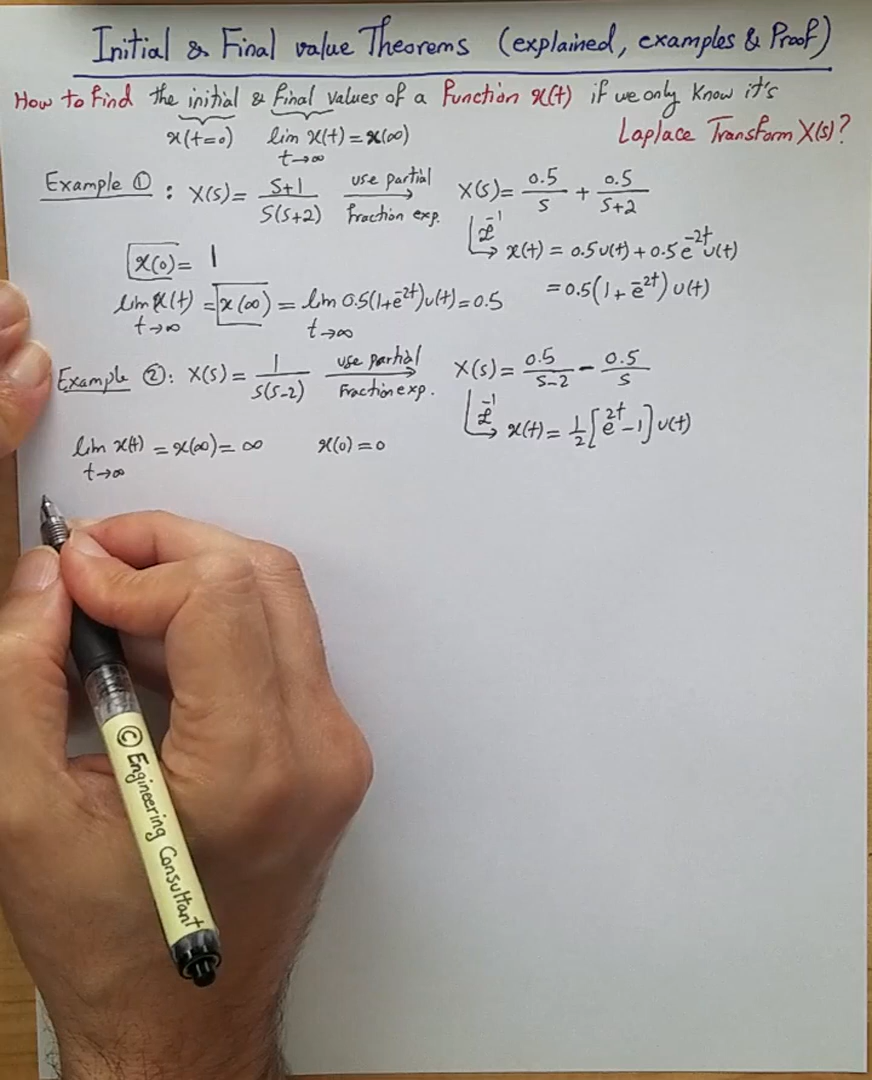 Initial & Final value Theorems (explained, examples & Proof)
How to find the initial & final values of a function x(t) if we only know it's
x(t=0) lim x(t) = x(∞) Laplace Transform X(s)?
t→∞
Example ① : X(s) = S+1 / S(S+2) use partial fraction exp. → X(s) = 0.5/S + 0.5/S+2
ℒ⁻¹ → x(t) = 0.5u(t) + 0.5e^-2t u(t)
x(0) = 1
= 0.5(1+e^-2t) u(t)
lim x(t) = x(∞) = lim 0.5(1+e^-2t)u(t) = 0.5
t→∞ t→∞
Example ②: X(s) = 1 / S(S-2) use partial Fraction exp. → X(s) = 0.5/S-2 - 0.5/S
ℒ⁻¹ → x(t) = 1/2 [e^2t - 1] u(t)
lim x(t) = x(∞) = ∞ x(0) = 0
t→∞
© Engineering Consultant